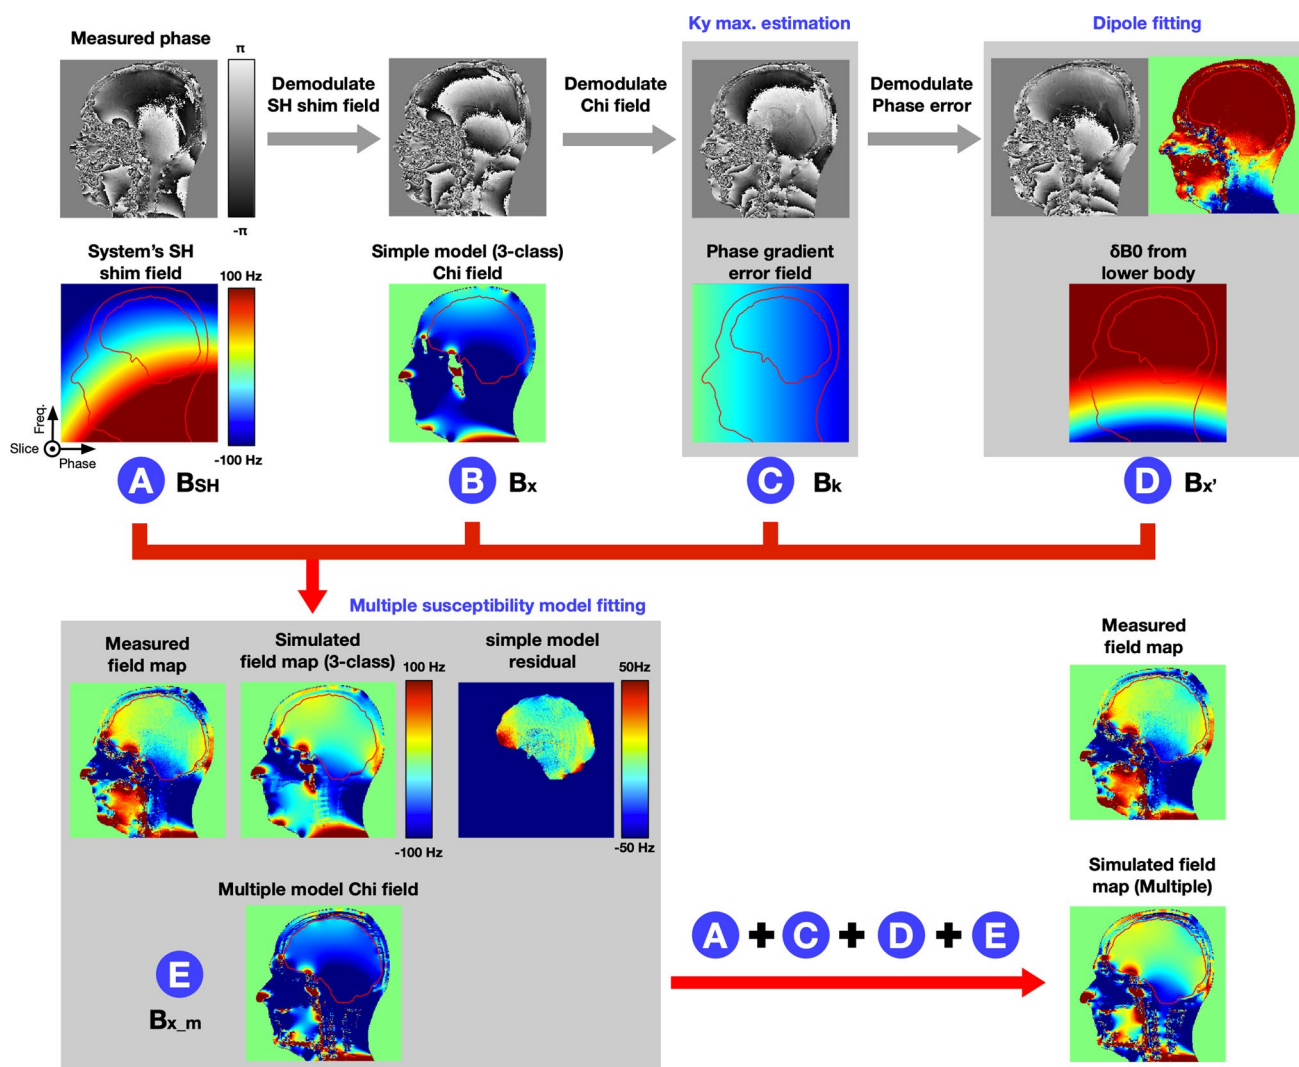 Ky max. estimation
Dipole fitting
Measured phase
π
-π
Demodulate
SH shim field
Demodulate
Chi field
Demodulate
Phase error
System's SH
shim field
100 Hz
-100 Hz
Freq.
Slice
Phase
Simple model (3-class)
Chi field
Phase gradient
error field
δB0 from
lower body
A BSH
B Bx
C Bk
D Bx'
Multiple susceptibility model fitting
Measured
field map
Simulated
field map (3-class)
100 Hz
-100 Hz
simple model
residual
50Hz
-50 Hz
Multiple model Chi field
E
Bx_m
A + C + D + E
Measured
field map
Simulated field
map (Multiple)